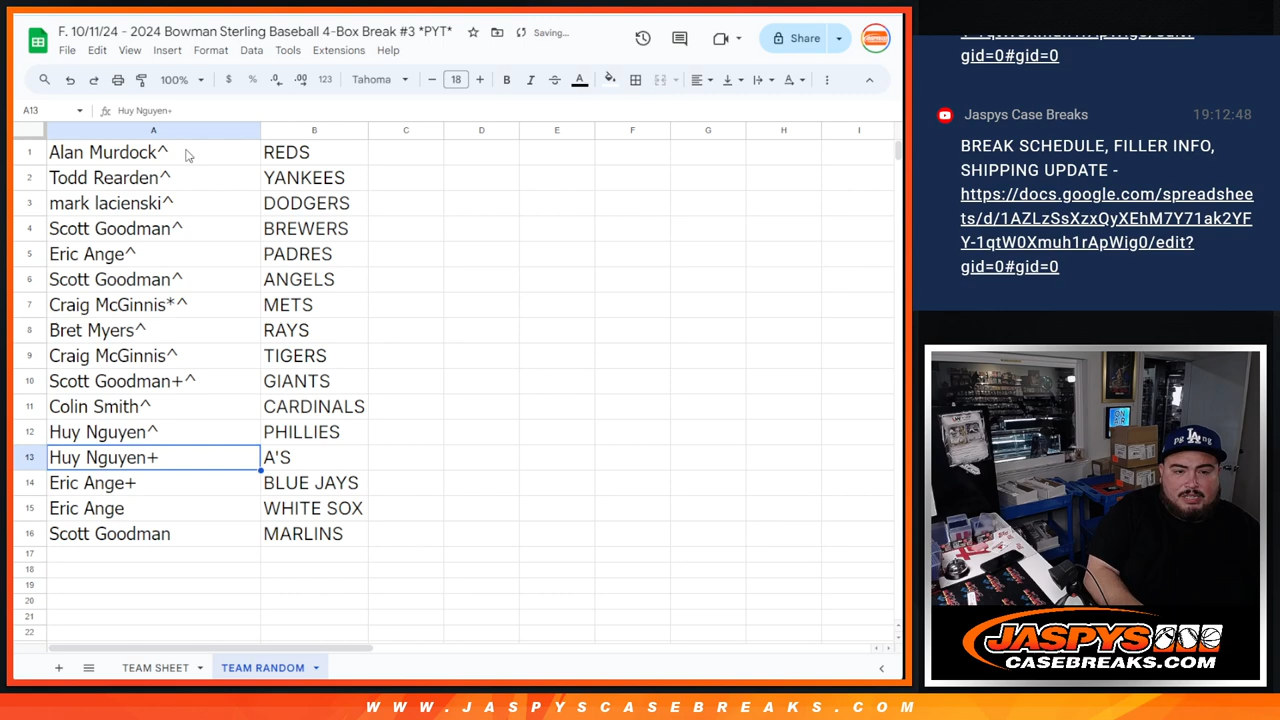 F. 10/11/24 - 2024 Bowman Sterling Baseball 4-Box Break #3 *PYT*
Saving...
Share
File Edit View Insert Format Data Tools Extensions Help
100% $ % .0 .00 123 Tahoma 18 B I A
A13 fx Huy Nguyen+
A B C D E F G H I
1 Alan Murdock^ REDS
2 Todd Rearden^ YANKEES
3 mark lacienski^ DODGERS
4 Scott Goodman^ BREWERS
5 Eric Ange^ PADRES
6 Scott Goodman^ ANGELS
7 Craig McGinnis*^ METS
8 Bret Myers^ RAYS
9 Craig McGinnis^ TIGERS
10 Scott Goodman+^ GIANTS
11 Colin Smith^ CARDINALS
12 Huy Nguyen^ PHILLIES
13 Huy Nguyen+ A'S
14 Eric Ange+ BLUE JAYS
15 Eric Ange WHITE SOX
16 Scott Goodman MARLINS
17
18
19
20
21
22
TEAM SHEET TEAM RANDOM
gid=0#gid=0
Jaspys Case Breaks 19:12:48
BREAK SCHEDULE, FILLER INFO,
SHIPPING UPDATE -
https://docs.google.com/spreadshee
ts/d/1AZLzSsXzxQyXEhM7Y71ak2YF
Y-1qtW0Xmuh1rApWig0/edit?
gid=0#gid=0
JASPYS
CASEBREAKS.COM
WWW.JASPYSCASEBREAKS.COM